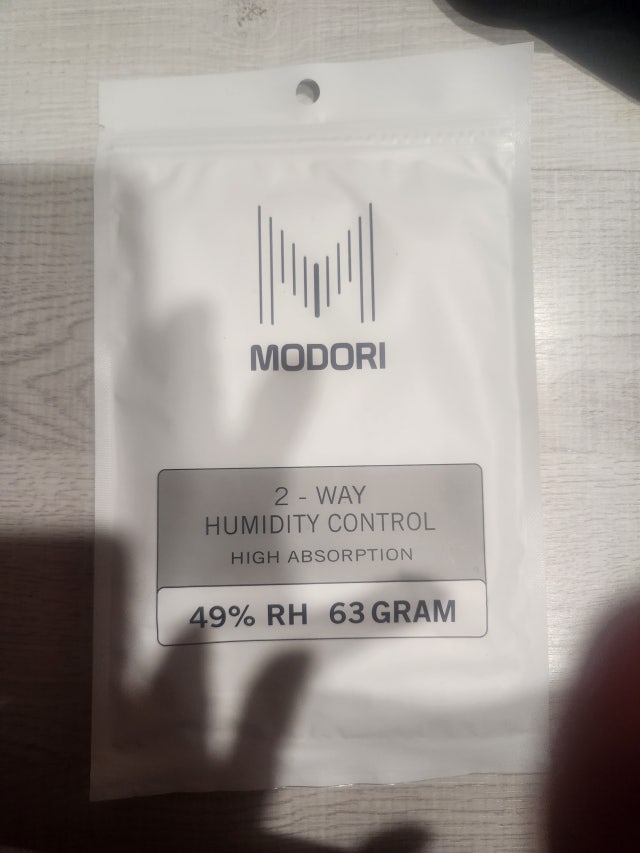 MODORI
2 - WAY
HUMIDITY CONTROL
HIGH ABSORPTION
49% RH 63 GRAM